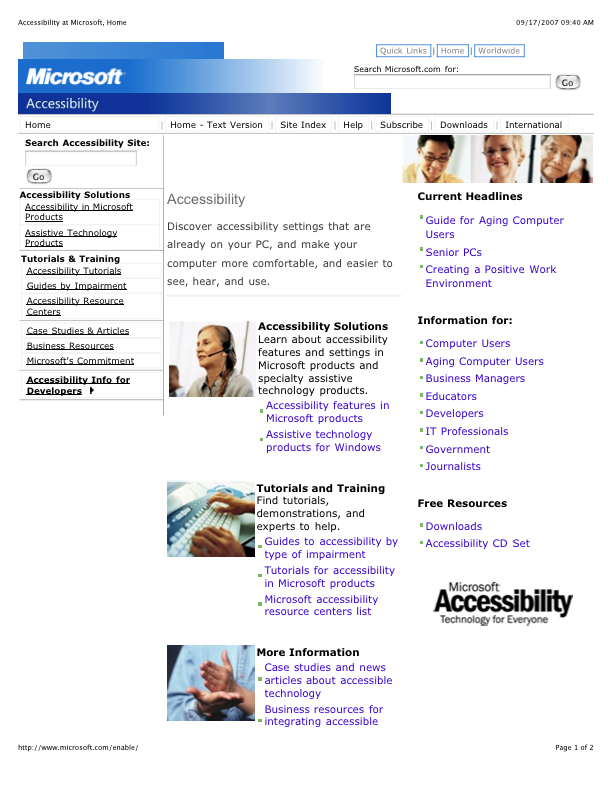 Accessibility at Microsoft, Home
09/17/2007 09:40 AM
Quick Links | Home | Worldwide
Microsoft
Search Microsoft.com for:
Go
Accessibility
Home | Home - Text Version | Site Index | Help | Subscribe | Downloads | International
Search Accessibility Site:
Go
Accessibility Solutions
Accessibility in Microsoft
Products
Assistive Technology
Products
Tutorials & Training
Accessibility Tutorials
Guides by Impairment
Accessibility Resource
Centers
Case Studies & Articles
Business Resources
Microsoft's Commitment
Accessibility Info for
Developers
Accessibility
Discover accessibility settings that are
already on your PC, and make your
computer more comfortable, and easier to
see, hear, and use.
Accessibility Solutions
Learn about accessibility
features and settings in
Microsoft products and
specialty assistive
technology products.
Accessibility features in
Microsoft products
Assistive technology
products for Windows
Tutorials and Training
Find tutorials,
demonstrations, and
experts to help.
Guides to accessibility by
type of impairment
Tutorials for accessibility
in Microsoft products
Microsoft accessibility
resource centers list
More Information
Case studies and news
articles about accessible
technology
Business resources for
integrating accessible
Current Headlines
Guide for Aging Computer
Users
Senior PCs
Creating a Positive Work
Environment
Information for:
Computer Users
Aging Computer Users
Business Managers
Educators
Developers
IT Professionals
Government
Journalists
Free Resources
Downloads
Accessibility CD Set
Microsoft
Accessibility
Technology for Everyone
http://www.microsoft.com/enable/
Page 1 of 2